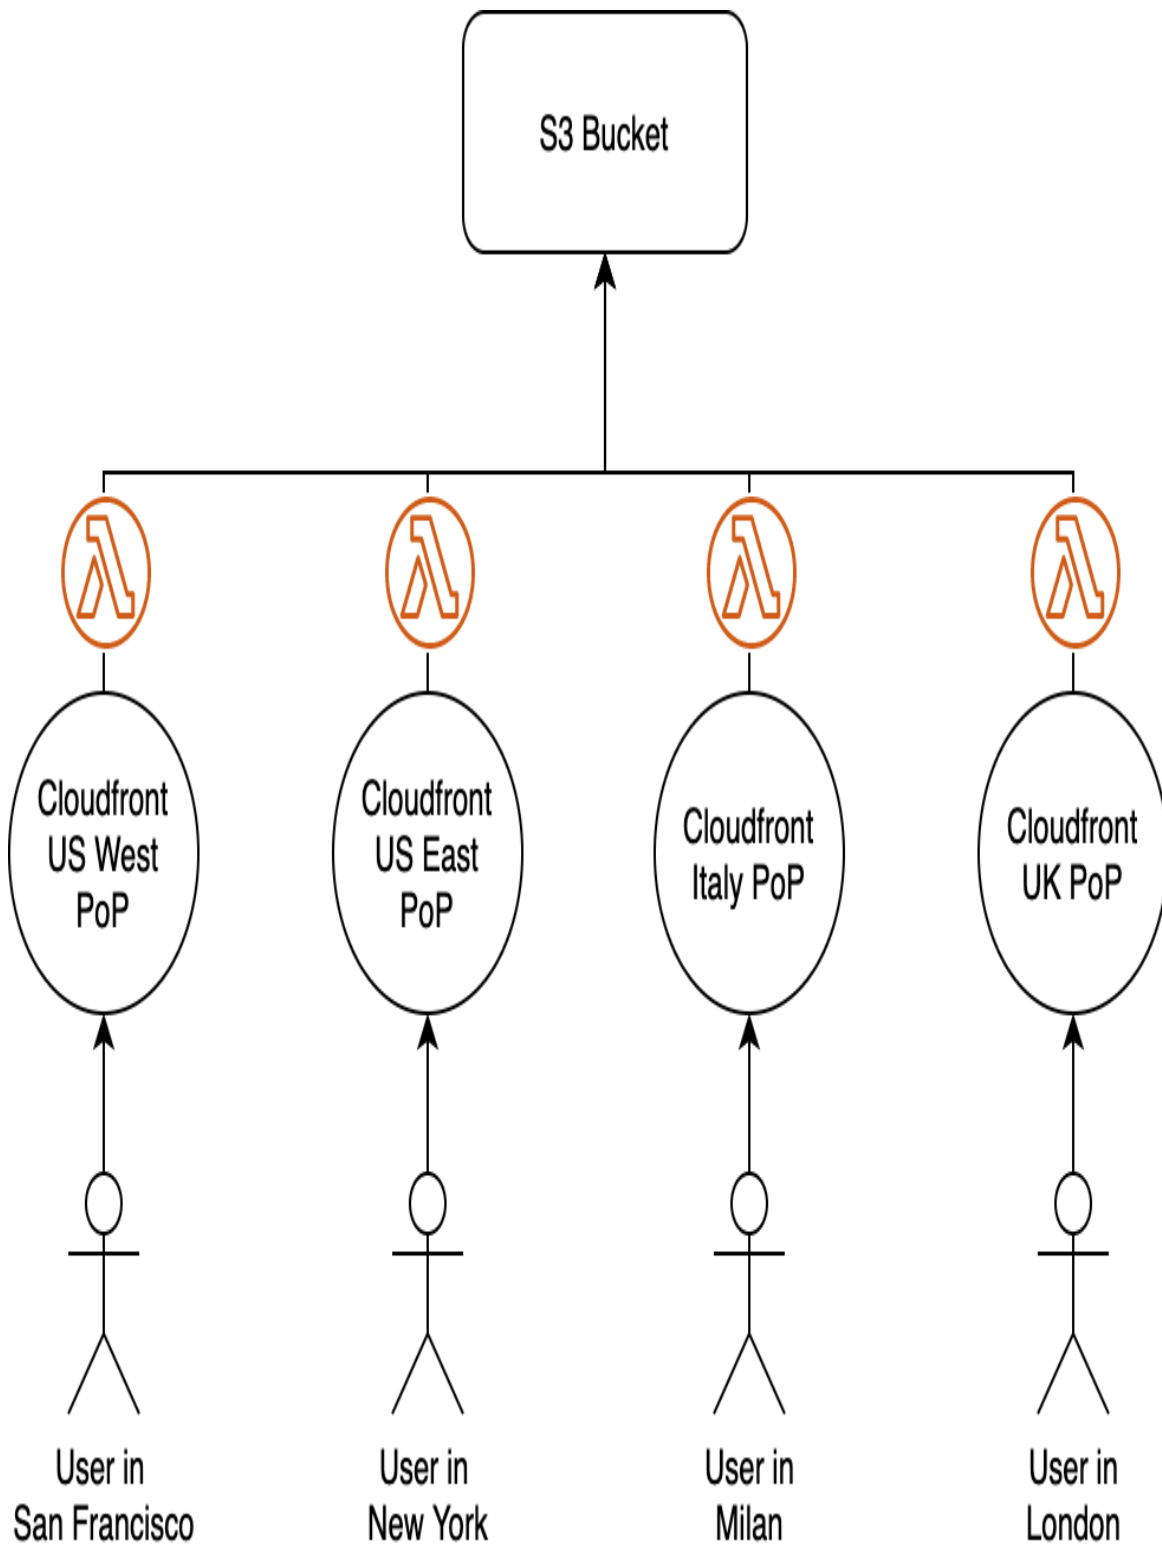 S3 Bucket
Cloudfront
US West
PoP
Cloudfront
US East
PoP
Cloudfront
Italy PoP
Cloudfront
UK PoP
User in
San Francisco
User in
New York
User in
Milan
User in
London